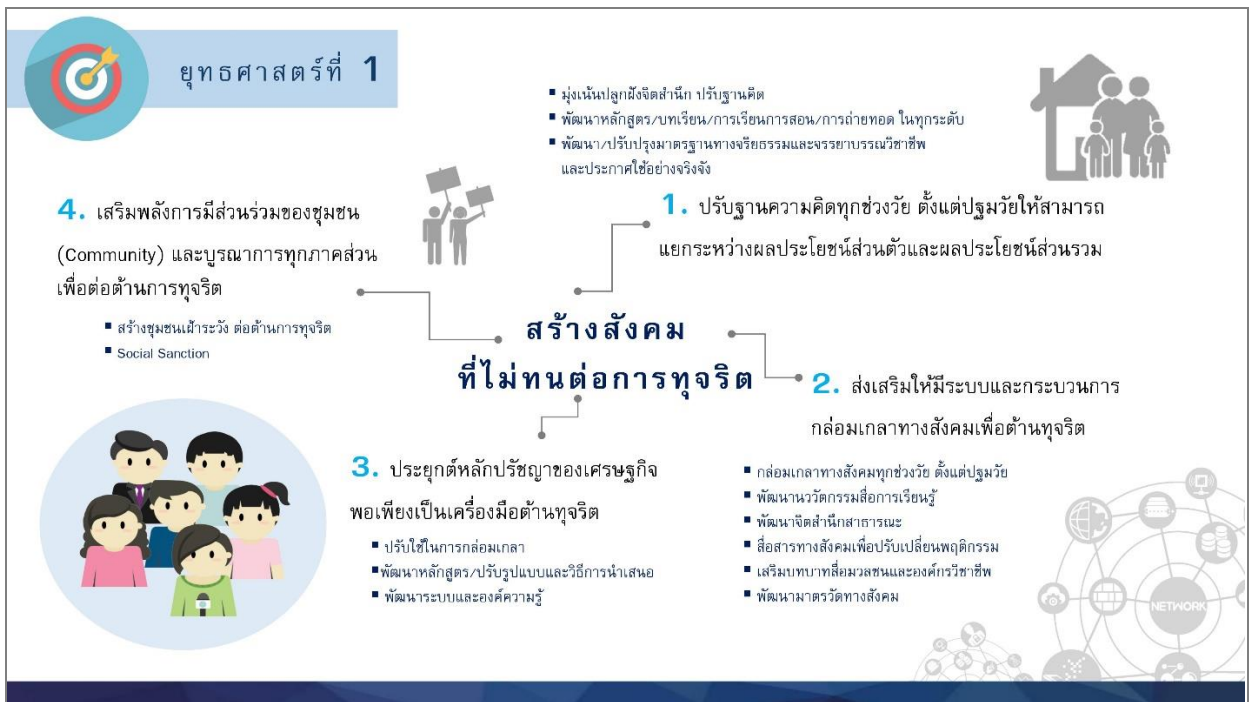 ยุทธศาสตร์ที่ 1
▪ มุ่งเน้นปลูกฝังจิตสำนึก ปรับฐานคิด
▪ พัฒนาหลักสูตร/บทเรียน/การเรียนการสอน/การถ่ายทอด ในทุกระดับ
▪ พัฒนา/ปรับปรุงมาตรฐานทางจริยธรรมและจรรยาบรรณวิชาชีพ
และประกาศใช้อย่างจริงจัง
1. ปรับฐานความคิดทุกช่วงวัย ตั้งแต่ปฐมวัยให้สามารถ
แยกระหว่างผลประโยชน์ส่วนตัวและผลประโยชน์ส่วนรวม
4. เสริมพลังการมีส่วนร่วมของชุมชน
(Community) และบูรณาการทุกภาคส่วน
เพื่อต่อต้านการทุจริต
▪ สร้างชุมชนเฝ้าระวัง ต่อต้านการทุจริต
▪ Social Sanction
สร้างสังคม
ที่ไม่ทนต่อการทุจริต
2. ส่งเสริมให้มีระบบและกระบวนการ
กล่อมเกลาทางสังคมเพื่อต้านทุจริต
▪ กล่อมเกลาทางสังคมทุกช่วงวัย ตั้งแต่ปฐมวัย
▪ พัฒนานวัตกรรมสื่อการเรียนรู้
▪ พัฒนาจิตสำนึกสาธารณะ
▪ สื่อสารทางสังคมเพื่อปรับเปลี่ยนพฤติกรรม
▪ เสริมบทบาทสื่อมวลชนและองค์กรวิชาชีพ
▪ พัฒนามาตรวัดทางสังคม
3. ประยุกต์หลักปรัชญาของเศรษฐกิจ
พอเพียงเป็นเครื่องมือต้านทุจริต
▪ ปรับใช้ในการกล่อมเกลา
▪พัฒนาหลักสูตร/ปรับรูปแบบและวิธีการนำเสนอ
▪ พัฒนาระบบและองค์ความรู้
NETWORK